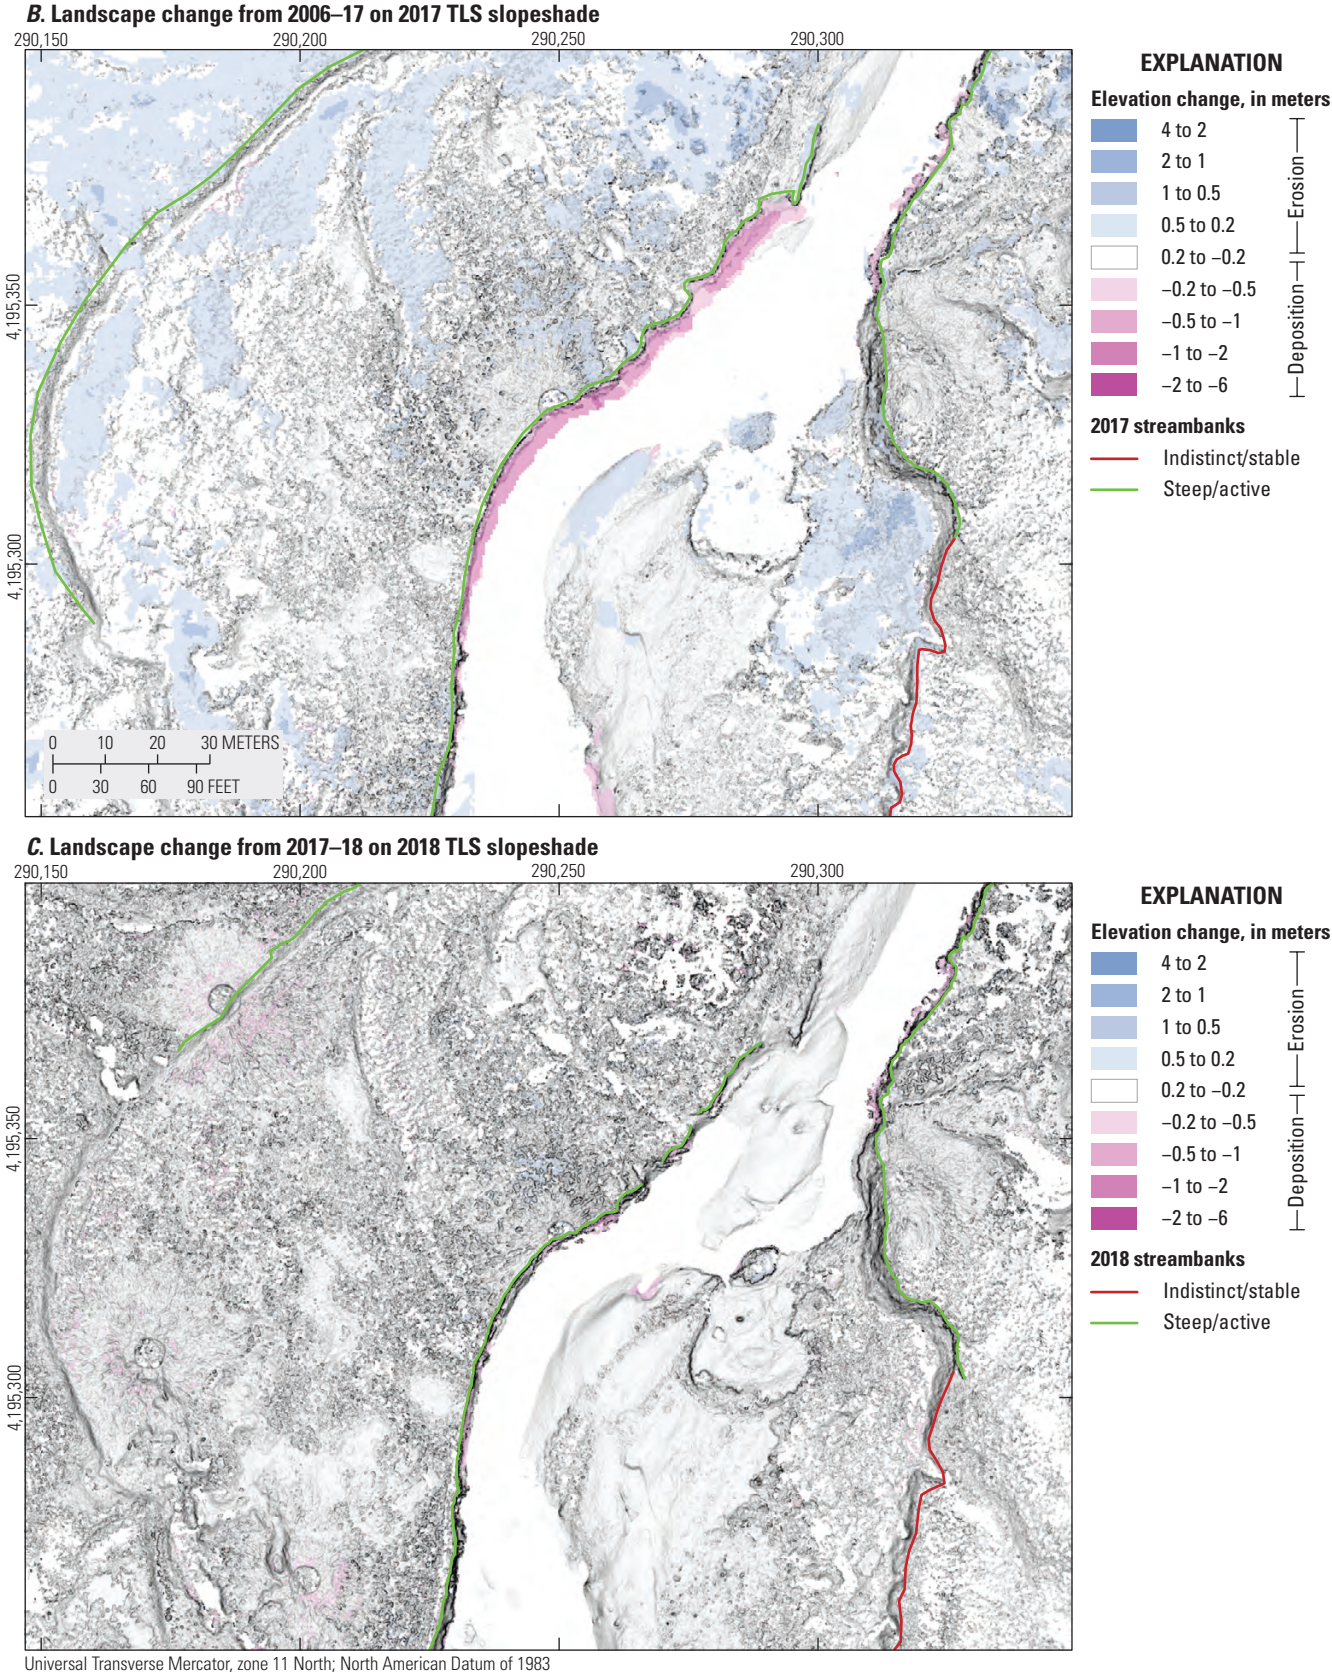 B. Landscape change from 2006–17 on 2017 TLS slopeshade
290,150 290,200 290,250 290,300
4,195,350
4,195,300
0 10 20 30 METERS
0 30 60 90 FEET
EXPLANATION
Elevation change, in meters
4 to 2
2 to 1
1 to 0.5
0.5 to 0.2
0.2 to −0.2
−0.2 to −0.5
−0.5 to −1
−1 to −2
−2 to −6
Erosion
Deposition
2017 streambanks
Indistinct/stable
Steep/active
C. Landscape change from 2017–18 on 2018 TLS slopeshade
290,150 290,200 290,250 290,300
4,195,350
4,195,300
EXPLANATION
Elevation change, in meters
4 to 2
2 to 1
1 to 0.5
0.5 to 0.2
0.2 to −0.2
−0.2 to −0.5
−0.5 to −1
−1 to −2
−2 to −6
Erosion
Deposition
2018 streambanks
Indistinct/stable
Steep/active
Universal Transverse Mercator, zone 11 North; North American Datum of 1983